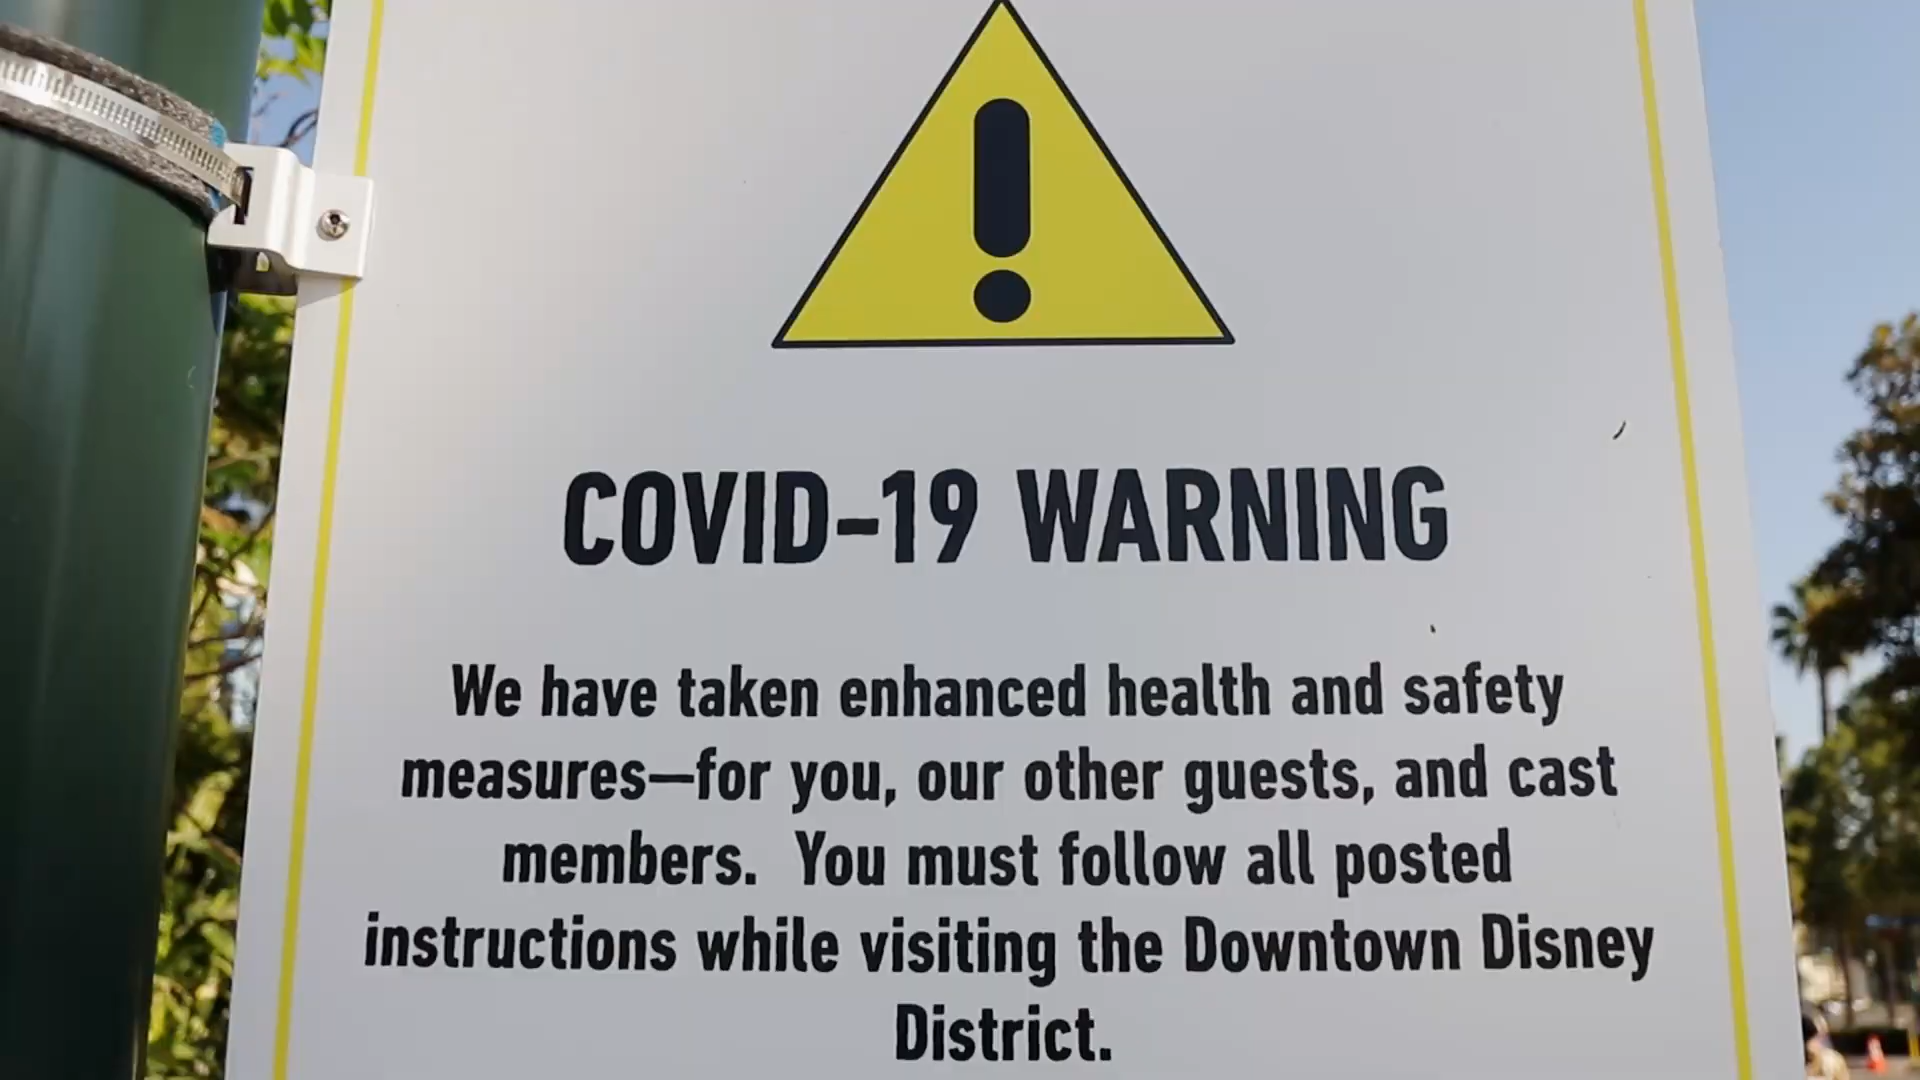 COVID-19 WARNING
We have taken enhanced health and safety
measures—for you, our other guests, and cast
members. You must follow all posted
instructions while visiting the Downtown Disney
District.